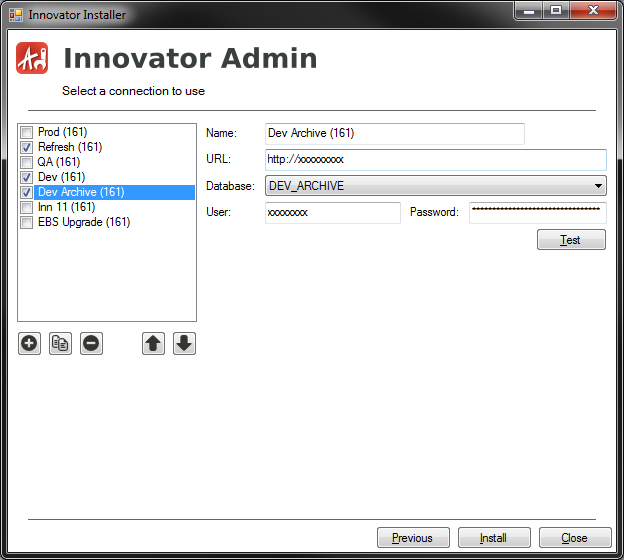 Innovator Installer
Innovator Admin
Select a connection to use
Prod (161)
Refresh (161)
QA (161)
Dev (161)
Dev Archive (161)
Inn 11 (161)
EBS Upgrade (161)
Name: Dev Archive (161)
URL: http://xxxxxxxxx
Database: DEV_ARCHIVE
User: xxxxxxxx Password: ********************************
Test
Previous Install Close